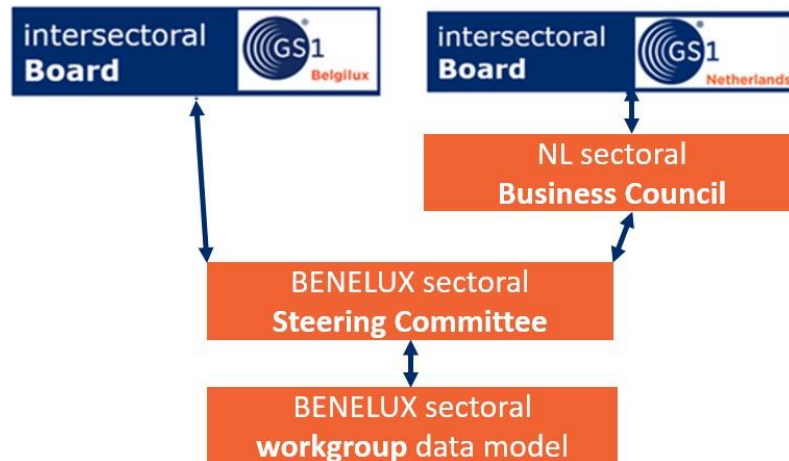 intersectoral
Board
GS1
Belgilux
intersectoral
Board
GS1
Netherlands
NL sectoral
Business Council
BENELUX sectoral
Steering Committee
BENELUX sectoral
workgroup data model